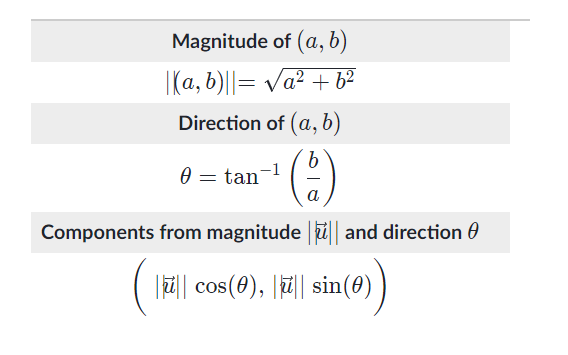 Magnitude of (a, b)
||(a, b)||= √a² + b²
Direction of (a, b)
θ = tan⁻¹ (b/a)
Components from magnitude ||u⃗|| and direction θ
( ||u⃗|| cos(θ), ||u⃗|| sin(θ) )